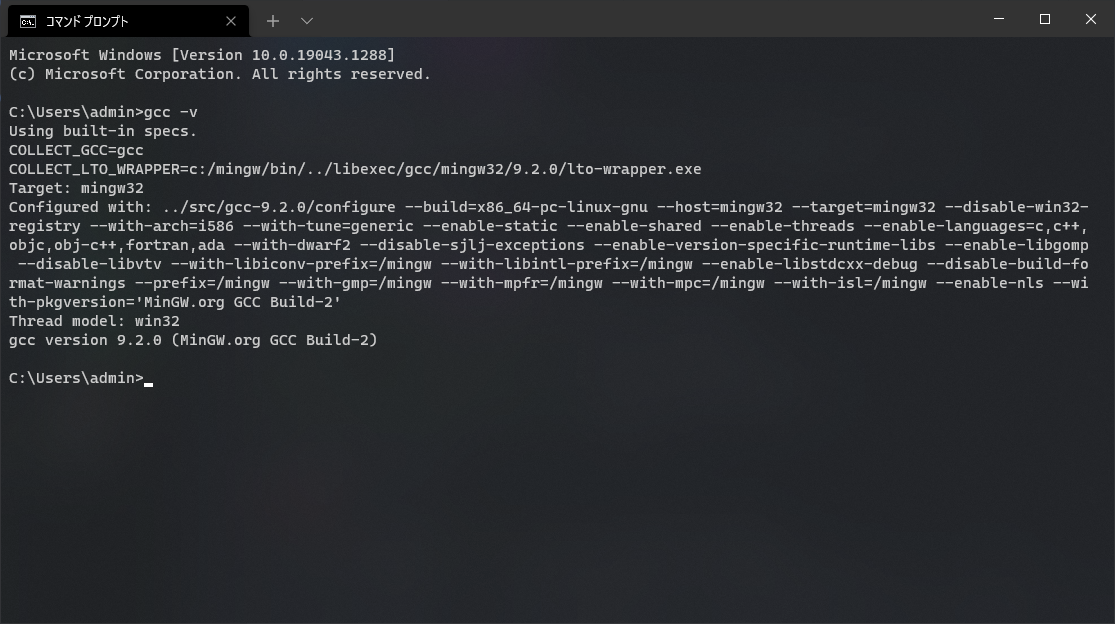 コマンド プロンプト
Microsoft Windows [Version 10.0.19043.1288]
(c) Microsoft Corporation. All rights reserved.
C:\Users\admin>gcc -v
Using built-in specs.
COLLECT_GCC=gcc
COLLECT_LTO_WRAPPER=c:/mingw/bin/../libexec/gcc/mingw32/9.2.0/lto-wrapper.exe
Target: mingw32
Configured with: ../src/gcc-9.2.0/configure --build=x86_64-pc-linux-gnu --host=mingw32 --target=mingw32 --disable-win32-
registry --with-arch=i586 --with-tune=generic --enable-static --enable-shared --enable-threads --enable-languages=c,c++,
objc,obj-c++,fortran,ada --with-dwarf2 --disable-sjlj-exceptions --enable-version-specific-runtime-libs --enable-libgomp
 --disable-libvtv --with-libiconv-prefix=/mingw --with-libintl-prefix=/mingw --enable-libstdcxx-debug --disable-build-fo
rmat-warnings --prefix=/mingw --with-gmp=/mingw --with-mpfr=/mingw --with-mpc=/mingw --with-isl=/mingw --enable-nls --wi
th-pkgversion='MinGW.org GCC Build-2'
Thread model: win32
gcc version 9.2.0 (MinGW.org GCC Build-2)
C:\Users\admin>